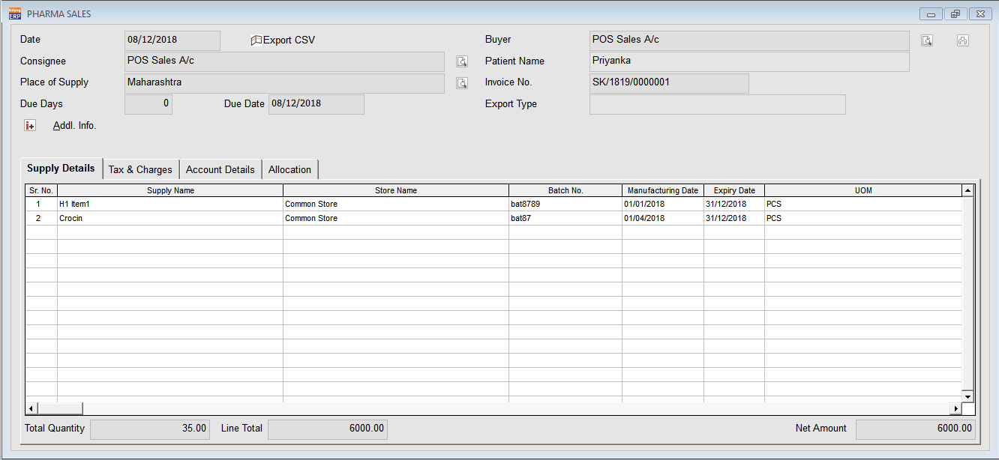 Udyog ERP PHARMA SALES
Date 08/12/2018 Export CSV Buyer POS Sales A/c
Consignee POS Sales A/c Patient Name Priyanka
Place of Supply Maharashtra Invoice No. SK/1819/0000001
Due Days 0 Due Date 08/12/2018 Export Type
i+ Addl. Info.
Supply Details Tax & Charges Account Details Allocation
Sr. No. Supply Name Store Name Batch No. Manufacturing Date Expiry Date UOM
1 H1 Item1 Common Store bat8789 01/01/2018 31/12/2018 PCS
2 Crocin Common Store bat87 01/04/2018 31/12/2018 PCS
Total Quantity 35.00 Line Total 6000.00 Net Amount 6000.00